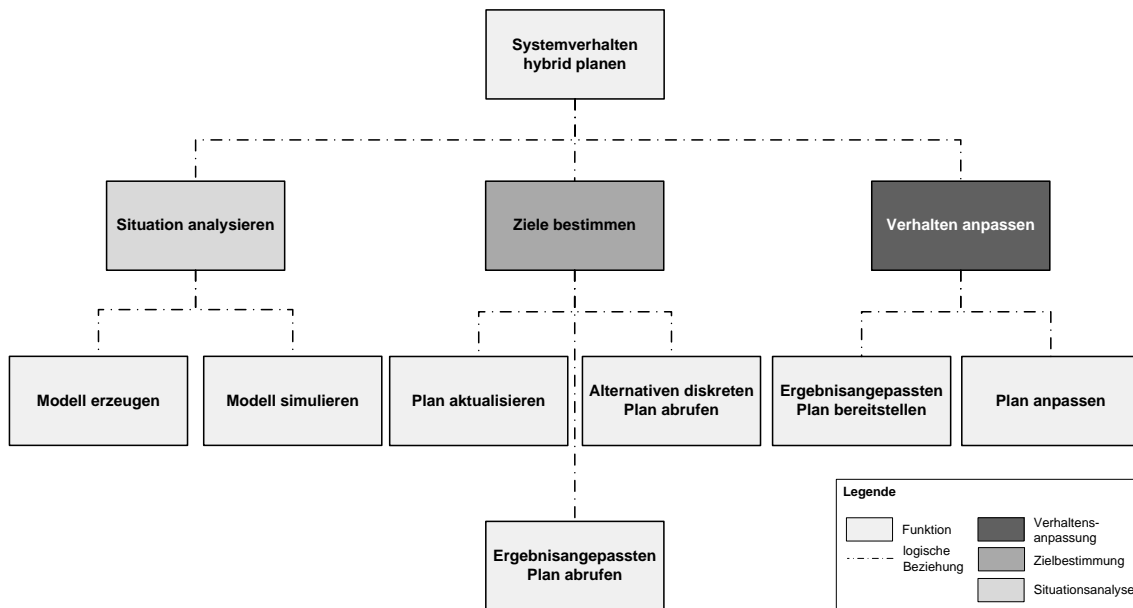 Systemverhalten
hybrid planen
Situation analysieren
Ziele bestimmen
Verhalten anpassen
Modell erzeugen
Modell simulieren
Plan aktualisieren
Alternativen diskreten
Plan abrufen
Ergebnisangepassten
Plan bereitstellen
Plan anpassen
Ergebnisangepassten
Plan abrufen
Legende
Funktion
logische
Beziehung
Verhaltens-
anpassung
Zielbestimmung
Situationsanalyse